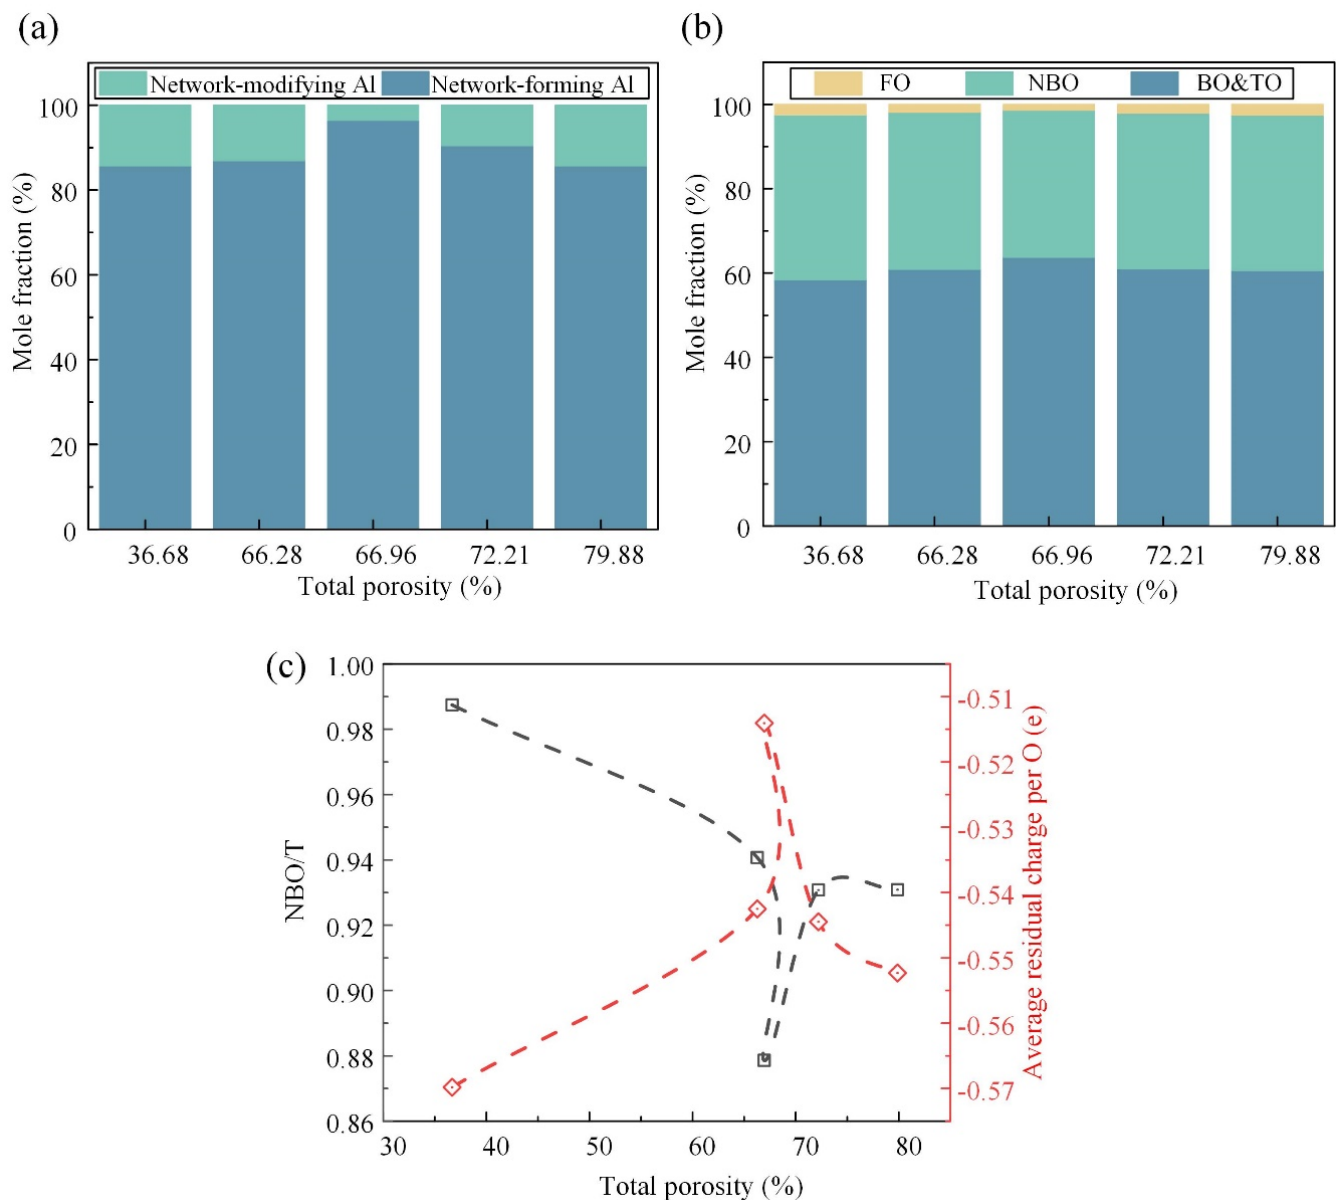 (a)
Network-modifying Al Network-forming Al
100
80
60
40
20
0
Mole fraction (%)
36.68 66.28 66.96 72.21 79.88
Total porosity (%)
(b)
FO NBO BO&TO
100
80
60
40
20
0
Mole fraction (%)
36.68 66.28 66.96 72.21 79.88
Total porosity (%)
(c)
1.00
0.98
0.96
0.94
0.92
0.90
0.88
0.86
NBO/T
30 40 50 60 70 80
Total porosity (%)
-0.51
-0.52
-0.53
-0.54
-0.55
-0.56
-0.57
Average residual charge per O (e)